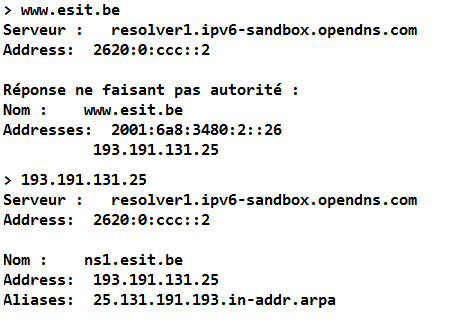 > www.esit.be
Serveur :   resolver1.ipv6-sandbox.opendns.com
Address:  2620:0:ccc::2
Réponse ne faisant pas autorité :
Nom :    www.esit.be
Addresses:  2001:6a8:3480:2::26
193.191.131.25
> 193.191.131.25
Serveur :   resolver1.ipv6-sandbox.opendns.com
Address:  2620:0:ccc::2
Nom :    ns1.esit.be
Address:  193.191.131.25
Aliases:  25.131.191.193.in-addr.arpa